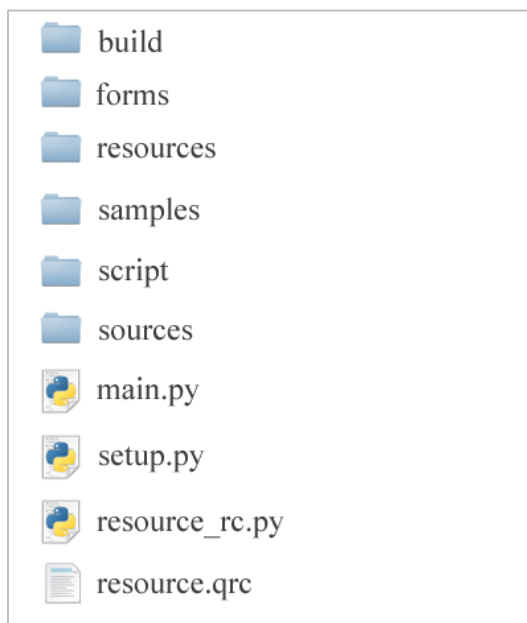 build
forms
resources
samples
script
sources
main.py
setup.py
resource_rc.py
resource.qrc